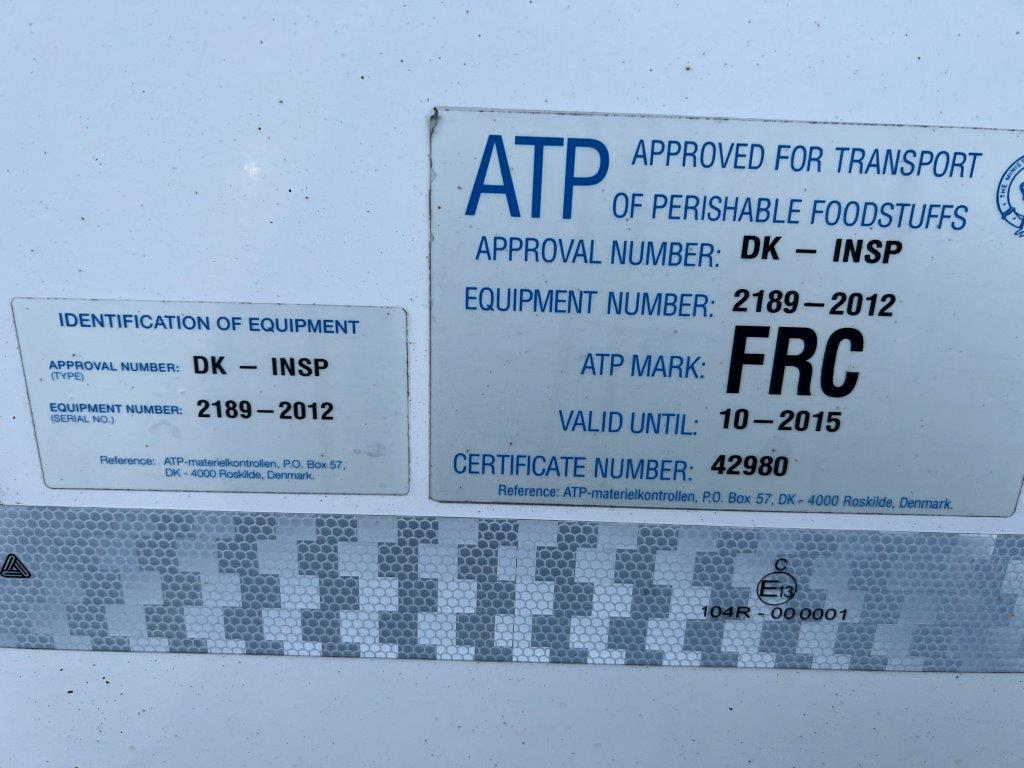 IDENTIFICATION OF EQUIPMENT
APPROVAL NUMBER: DK – INSP
(TYPE)
EQUIPMENT NUMBER: 2189 – 2012
(SERIAL NO.)
Reference: ATP-materielkontrollen, P.O. Box 57,
DK - 4000 Roskilde, Denmark.
ATP APPROVED FOR TRANSPORT
OF PERISHABLE FOODSTUFFS
APPROVAL NUMBER: DK – INSP
EQUIPMENT NUMBER: 2189 – 2012
ATP MARK: FRC
VALID UNTIL: 10 – 2015
CERTIFICATE NUMBER: 42980
Reference: ATP-materielkontrollen, P.O. Box 57, DK - 4000 Roskilde, Denmark.
THE
C
E13
104R - 00 0001